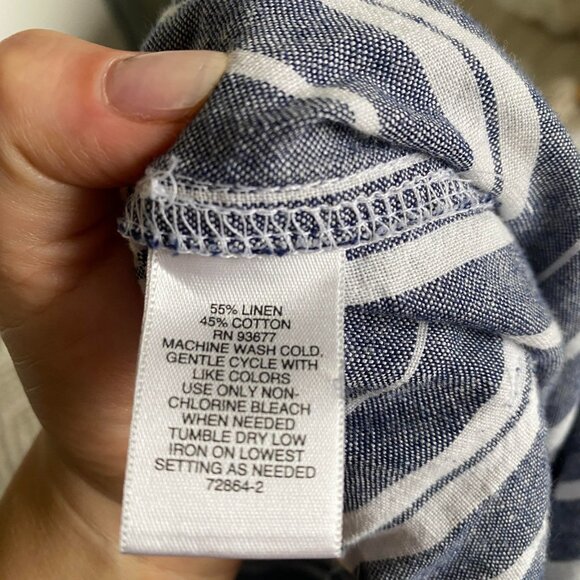 55% LINEN
45% COTTON
RN 93677
MACHINE WASH COLD,
GENTLE CYCLE WITH
LIKE COLORS
USE ONLY NON-
CHLORINE BLEACH
WHEN NEEDED
TUMBLE DRY LOW
IRON ON LOWEST
SETTING AS NEEDED
72864-2